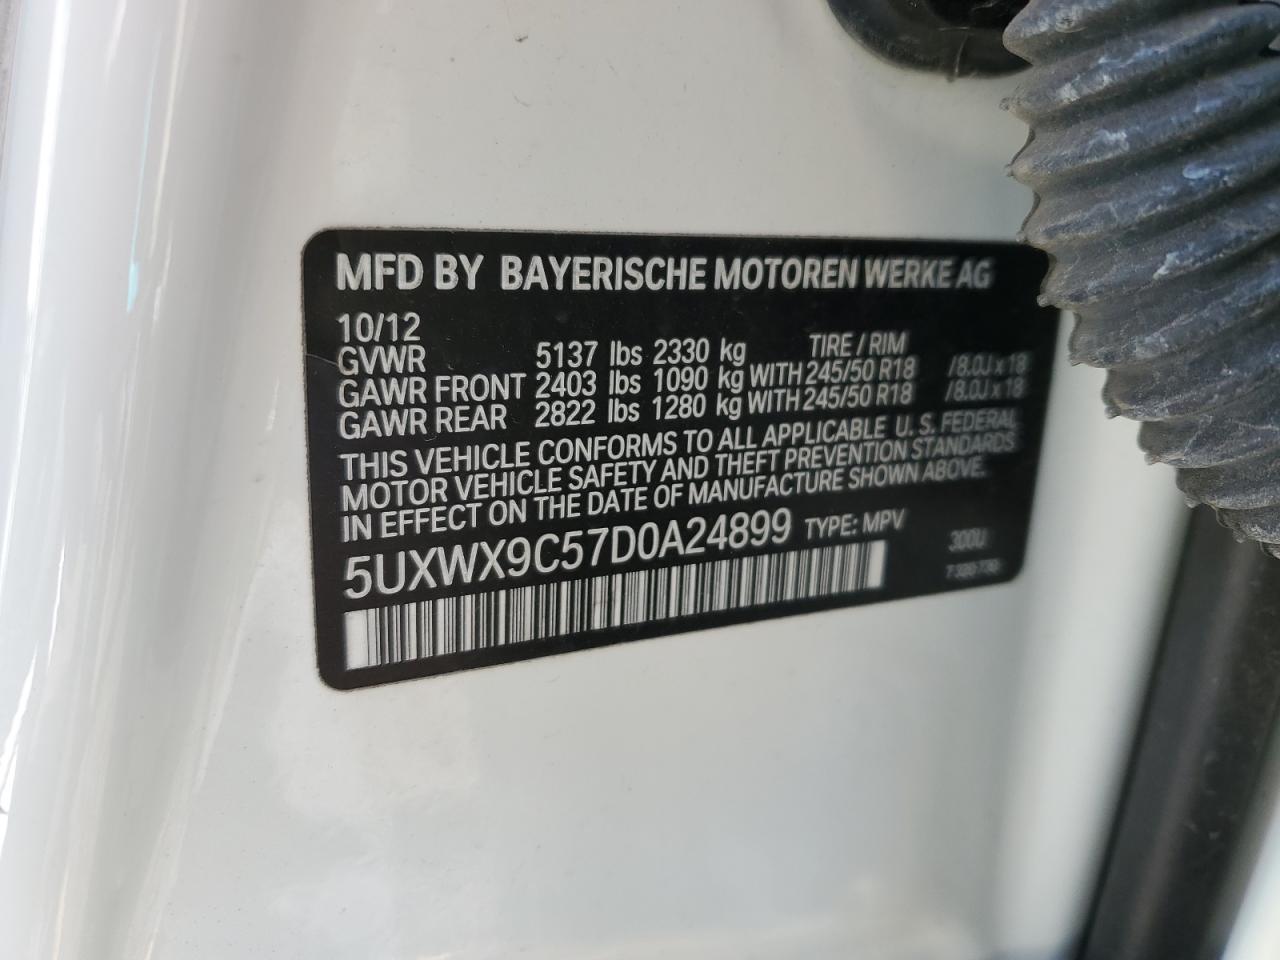 MFD BY BAYERISCHE MOTOREN WERKE AG
10/12
GVWR 5137 lbs 2330 kg TIRE / RIM
GAWR FRONT 2403 lbs 1090 kg WITH 245/50 R18 /8.0J x 18
GAWR REAR 2822 lbs 1280 kg WITH 245/50 R18 /8.0J x 18
THIS VEHICLE CONFORMS TO ALL APPLICABLE U. S. FEDERAL
MOTOR VEHICLE SAFETY AND THEFT PREVENTION STANDARDS
IN EFFECT ON THE DATE OF MANUFACTURE SHOWN ABOVE.
5UXWX9C57D0A24899 TYPE: MPV 300U